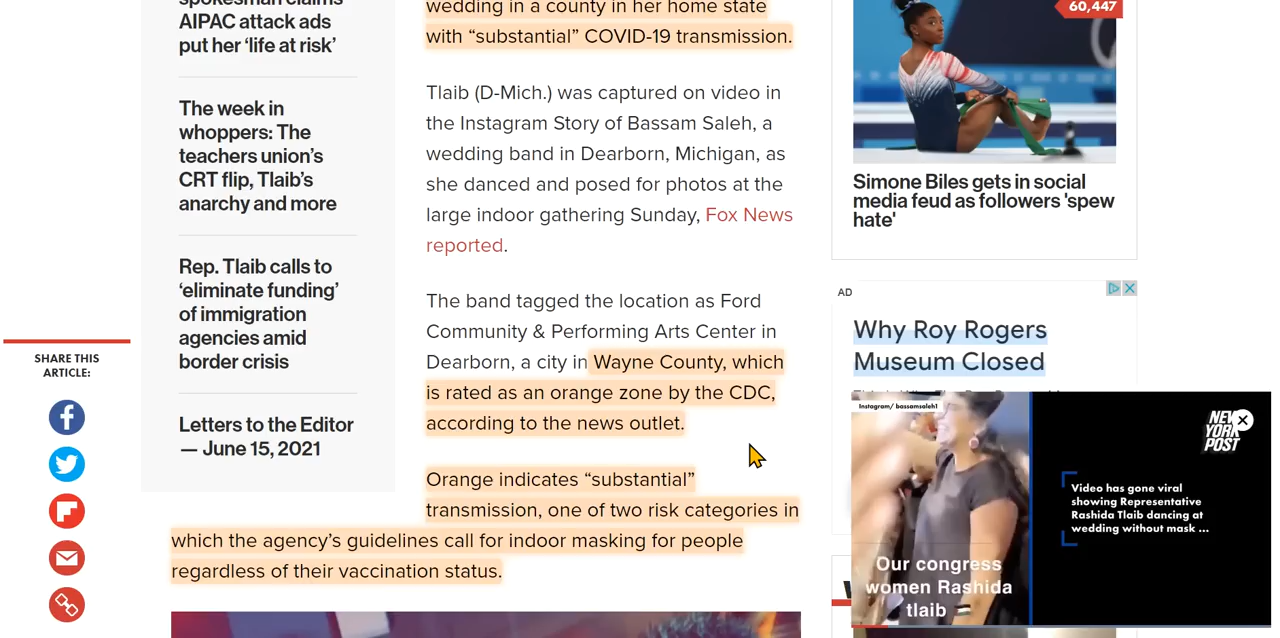 spokesman claims
AIPAC attack ads
put her ‘life at risk’
The week in
whoppers: The
teachers union’s
CRT flip, Tlaib’s
anarchy and more
Rep. Tlaib calls to
‘eliminate funding’
of immigration
agencies amid
border crisis
Letters to the Editor
— June 15, 2021
SHARE THIS
ARTICLE:
wedding in a county in her home state
with “substantial” COVID-19 transmission.
Tlaib (D-Mich.) was captured on video in
the Instagram Story of Bassam Saleh, a
wedding band in Dearborn, Michigan, as
she danced and posed for photos at the
large indoor gathering Sunday, Fox News
reported.
The band tagged the location as Ford
Community & Performing Arts Center in
Dearborn, a city in Wayne County, which
is rated as an orange zone by the CDC,
according to the news outlet.
Orange indicates “substantial”
transmission, one of two risk categories in
which the agency’s guidelines call for indoor masking for people
regardless of their vaccination status.
60,447
Simone Biles gets in social
media feud as followers 'spew
hate'
AD
Why Roy Rogers
Museum Closed
Instagram/ bassamsaleh1
NEW
YORK
POST
Video has gone viral
showing Representative
Rashida Tlaib dancing at
wedding without mask ...
Our congress
women Rashida
tlaib